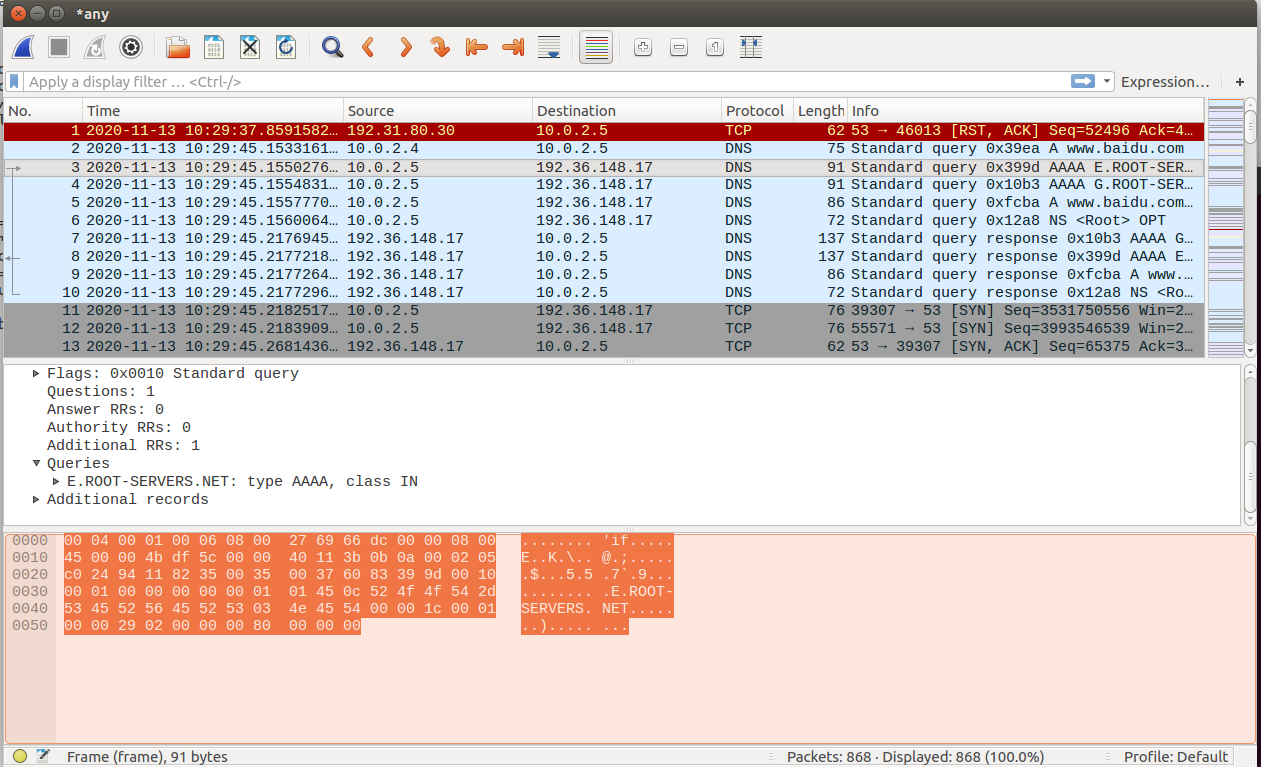 *any
Apply a display filter … <Ctrl-/>
Expression…
+
No. Time Source Destination Protocol Length Info
1 2020-11-13 10:29:37.8591582… 192.31.80.30 10.0.2.5 TCP 62 53 → 46013 [RST, ACK] Seq=52496 Ack=4…
2 2020-11-13 10:29:45.1533161… 10.0.2.4 10.0.2.5 DNS 75 Standard query 0x39ea A www.baidu.com
3 2020-11-13 10:29:45.1550276… 10.0.2.5 192.36.148.17 DNS 91 Standard query 0x399d AAAA E.ROOT-SER…
4 2020-11-13 10:29:45.1554831… 10.0.2.5 192.36.148.17 DNS 91 Standard query 0x10b3 AAAA G.ROOT-SER…
5 2020-11-13 10:29:45.1557770… 10.0.2.5 192.36.148.17 DNS 86 Standard query 0xfcba A www.baidu.com…
6 2020-11-13 10:29:45.1560064… 10.0.2.5 192.36.148.17 DNS 72 Standard query 0x12a8 NS <Root> OPT
7 2020-11-13 10:29:45.2176945… 192.36.148.17 10.0.2.5 DNS 137 Standard query response 0x10b3 AAAA G…
8 2020-11-13 10:29:45.2177218… 192.36.148.17 10.0.2.5 DNS 137 Standard query response 0x399d AAAA E…
9 2020-11-13 10:29:45.2177264… 192.36.148.17 10.0.2.5 DNS 86 Standard query response 0xfcba A www.…
10 2020-11-13 10:29:45.2177296… 192.36.148.17 10.0.2.5 DNS 72 Standard query response 0x12a8 NS <Ro…
11 2020-11-13 10:29:45.2182517… 10.0.2.5 192.36.148.17 TCP 76 39307 → 53 [SYN] Seq=3531750556 Win=2…
12 2020-11-13 10:29:45.2183909… 10.0.2.5 192.36.148.17 TCP 76 55571 → 53 [SYN] Seq=3993546539 Win=2…
13 2020-11-13 10:29:45.2681436… 192.36.148.17 10.0.2.5 TCP 62 53 → 39307 [SYN, ACK] Seq=65375 Ack=3…
Flags: 0x0010 Standard query
Questions: 1
Answer RRs: 0
Authority RRs: 0
Additional RRs: 1
Queries
E.ROOT-SERVERS.NET: type AAAA, class IN
Additional records
0000 00 04 00 01 00 06 08 00 27 69 66 dc 00 00 08 00 ........ 'if.....
0010 45 00 00 4b df 5c 00 00 40 11 3b 0b 0a 00 02 05 E..K.\.. @.;.....
0020 c0 24 94 11 82 35 00 35 00 37 60 83 39 9d 00 10 .$...5.5 .7`.9...
0030 00 01 00 00 00 00 00 01 01 45 0c 52 4f 4f 54 2d ........ .E.ROOT-
0040 53 45 52 56 45 52 53 03 4e 45 54 00 00 1c 00 01 SERVERS. NET.....
0050 00 00 29 02 00 00 00 80 00 00 00 ..)..... ...
Frame (frame), 91 bytes
Packets: 868 · Displayed: 868 (100.0%)
Profile: Default